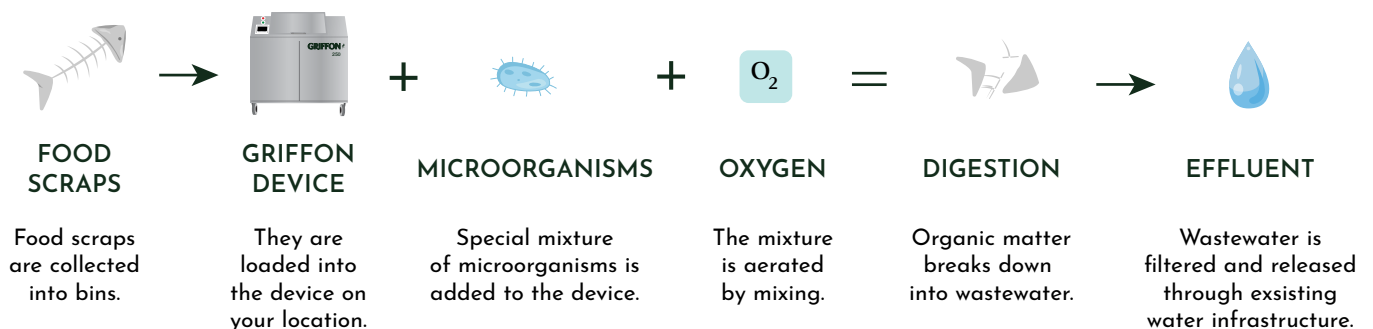 GRIFFON
250
O2
FOOD
SCRAPS
GRIFFON
DEVICE
MICROORGANISMS
OXYGEN
DIGESTION
EFFLUENT
Food scraps
are collected
into bins.
They are
loaded into
the device on
your location.
Special mixture
of microorganisms is
added to the device.
The mixture
is aerated
by mixing.
Organic matter
breaks down
into wastewater.
Wastewater is
filtered and released
through exsisting
water infrastructure.